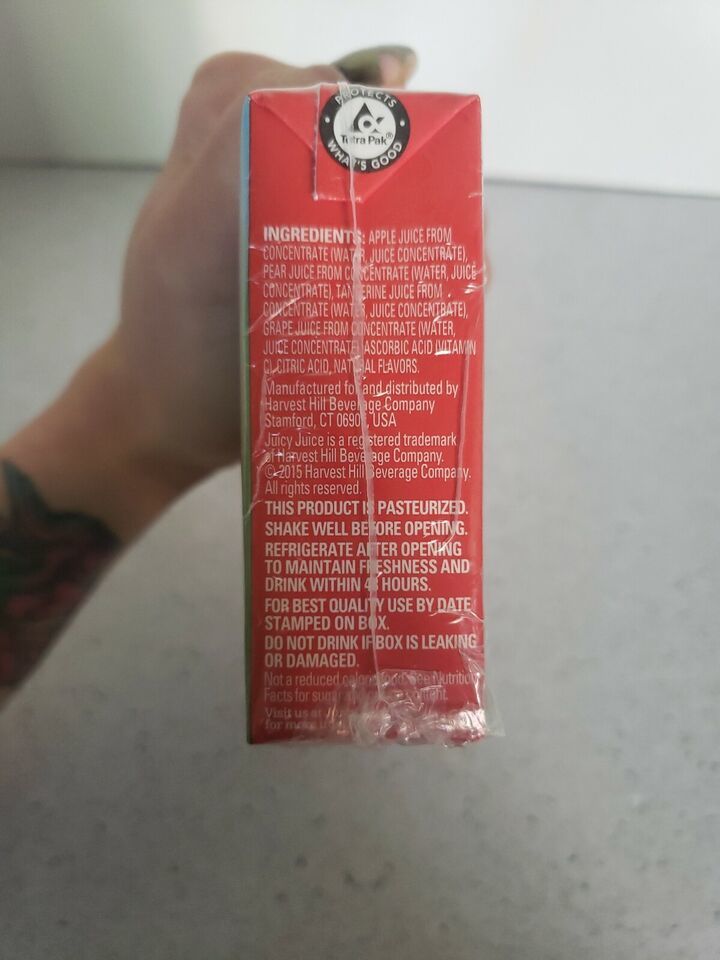 PROTECTS
Tetra Pak®
WHAT'S GOOD
INGREDIENTS: APPLE JUICE FROM
CONCENTRATE (WATER, JUICE CONCENTRATE),
PEAR JUICE FROM CONCENTRATE (WATER, JUICE
CONCENTRATE), TANGERINE JUICE FROM
CONCENTRATE (WATER, JUICE CONCENTRATE),
GRAPE JUICE FROM CONCENTRATE (WATER,
JUICE CONCENTRATE), ASCORBIC ACID (VITAMIN
C), CITRIC ACID, NATURAL FLAVORS.
Manufactured for and distributed by
Harvest Hill Beverage Company
Stamford, CT USA
Juicy Juice is a registered trademark
of Harvest Hill Beverage Company.
© 2015 Harvest Hill Beverage Company.
All rights reserved.
THIS PRODUCT IS PASTEURIZED.
SHAKE WELL BEFORE OPENING.
REFRIGERATE AFTER OPENING
TO MAINTAIN FRESHNESS AND
DRINK WITHIN 48 HOURS.
FOR BEST QUALITY USE BY DATE
STAMPED ON BOX.
DO NOT DRINK IF BOX IS LEAKING
OR DAMAGED.
Not a reduced calorie food. See Nutrition
Facts for
Visit us at
for more